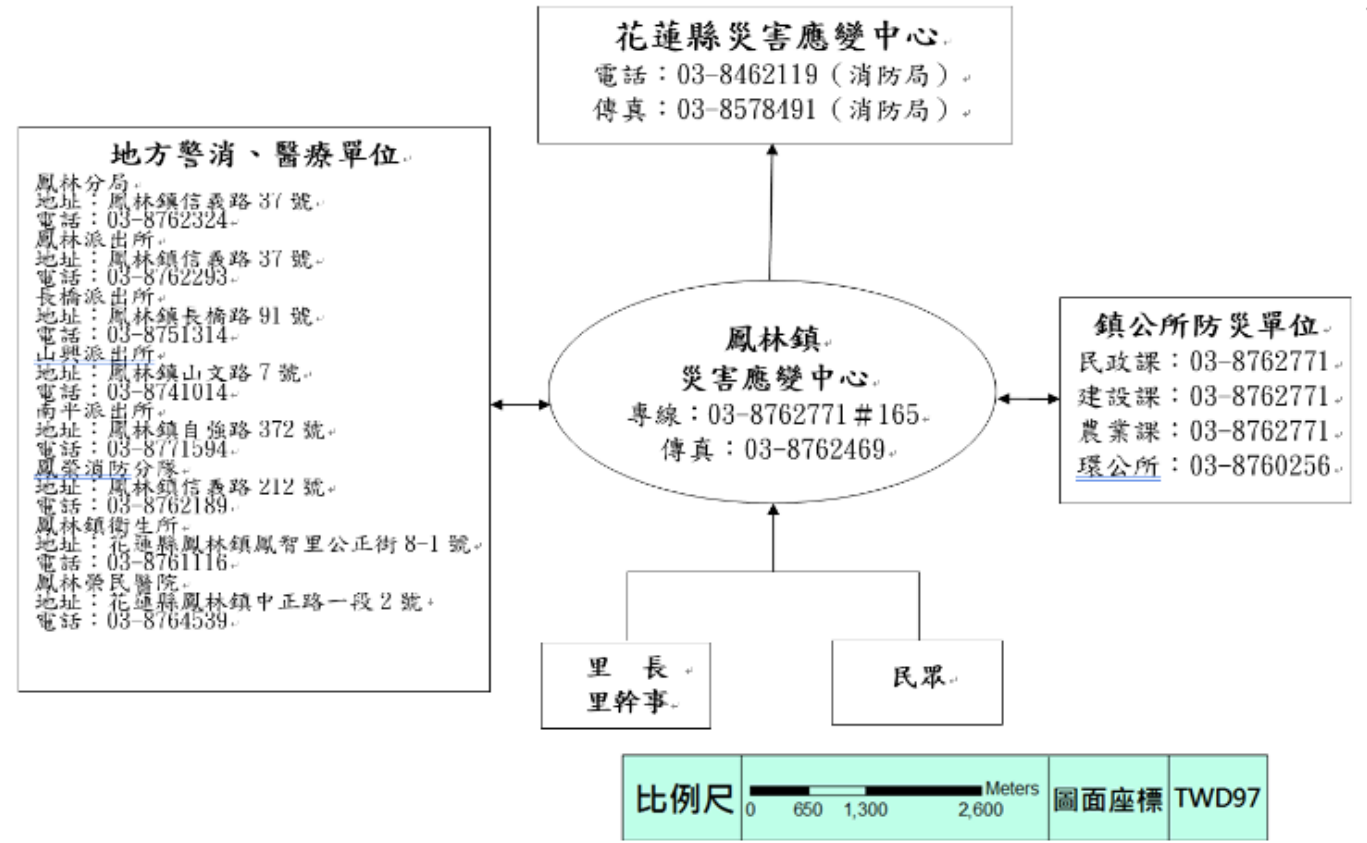 花蓮縣災害應變中心
電話：03-8462119（消防局）
傳真：03-8578491（消防局）
地方警消、醫療單位
鳳林分局
地址：鳳林鎮信義路 37 號
電話：03-8762324
鳳林派出所
地址：鳳林鎮信義路 37 號
電話：03-8762293
長橋派出所
地址：鳳林鎮長橋路 91 號
電話：03-8751314
山興派出所
地址：鳳林鎮山文路 7 號
電話：03-8741014
南平派出所
地址：鳳林鎮自強路 372 號
電話：03-8771594
鳳榮消防分隊
地址：鳳林鎮信義路 212 號
電話：03-8762189
鳳林鎮衛生所
地址：花蓮縣鳳林鎮鳳智里公正街 8-1 號
電話：03-8761116
鳳林榮民醫院
地址：花蓮縣鳳林鎮中正路一段 2 號
電話：03-8764539
鳳林鎮
災害應變中心
專線：03-8762771＃165
傳真：03-8762469
鎮公所防災單位
民政課：03-8762771
建設課：03-8762771
農業課：03-8762771
環公所：03-8760256
里　長
里幹事
民眾
比例尺
Meters
0 650 1,300 2,600
圖面座標
TWD97